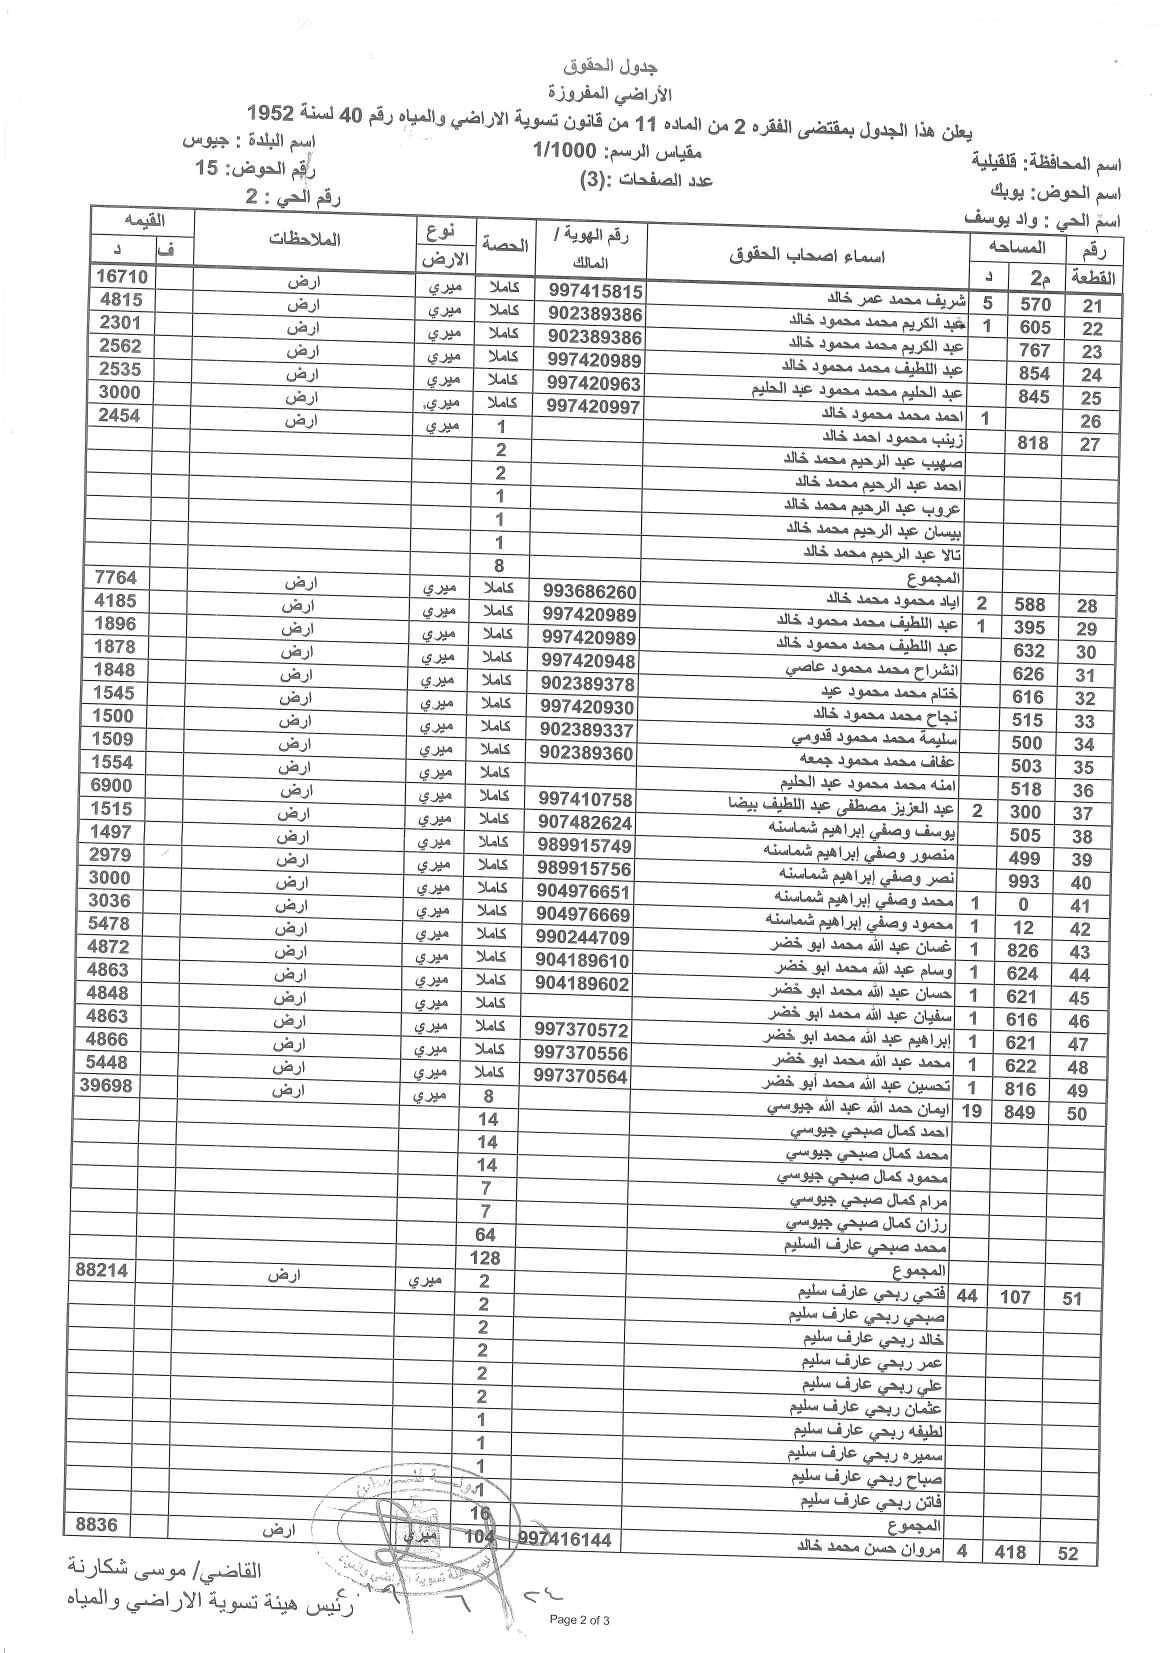 جدول الحقوق
الأراضي المفروزة
يعلن هذا الجدول بمقتضى الفقره 2 من الماده 11 من قانون تسوية الاراضي والمياه رقم 40 لسنة 1952
اسم المحافظة: قلقيلية مقياس الرسم: 1/1000 اسم البلدة : جيوس
اسم الحوض: يوبك عدد الصفحات :(3) رقم الحوض: 15
اسم الحي : واد يوسف رقم الحي : 2
رقم القطعة المساحه م2 د اسماء اصحاب الحقوق رقم الهوية / المالك الحصة نوع الارض الملاحظات القيمه ف د
21 570 5 شريف محمد عمر خالد 997415815 كاملا ميري ارض 16710
22 605 1 عبد الكريم محمد محمود خالد 902389386 كاملا ميري ارض 4815
23 767 عبد الكريم محمد محمود خالد 902389386 كاملا ميري ارض 2301
24 854 عبد اللطيف محمد محمود خالد 997420989 كاملا ميري ارض 2562
25 845 عبد الحليم محمد محمود عبد الحليم 997420963 كاملا ميري ارض 2535
26 1 احمد محمد محمود خالد 997420997 كاملا ميري ارض 3000
27 818 زينب محمود احمد خالد 1 ميري ارض 2454
صهيب عبد الرحيم محمد خالد 2
احمد عبد الرحيم محمد خالد 2
عروب عبد الرحيم محمد خالد 1
بيسان عبد الرحيم محمد خالد 1
تالا عبد الرحيم محمد خالد 1
المجموع 8
28 588 2 اياد محمود محمد خالد 993686260 كاملا ميري ارض 7764
29 395 1 عبد اللطيف محمد محمود خالد 997420989 كاملا ميري ارض 4185
30 632 عبد اللطيف محمد محمود خالد 997420989 كاملا ميري ارض 1896
31 626 انشراح محمد محمود عاصي 997420948 كاملا ميري ارض 1878
32 616 ختام محمد محمود عيد 902389378 كاملا ميري ارض 1848
33 515 نجاح محمد محمود خالد 997420930 كاملا ميري ارض 1545
34 500 سليمة محمد محمود قدومي 902389337 كاملا ميري ارض 1500
35 503 عفاف محمد محمود جمعه 902389360 كاملا ميري ارض 1509
36 518 امنه محمد محمود عبد الحليم كاملا ميري ارض 1554
37 300 2 عبد العزيز مصطفى عبد اللطيف بيضا 997410758 كاملا ميري ارض 6900
38 505 يوسف وصفي إبراهيم شماسنه 907482624 كاملا ميري ارض 1515
39 499 منصور وصفي إبراهيم شماسنه 989915749 كاملا ميري ارض 1497
40 993 نصر وصفي إبراهيم شماسنه 989915756 كاملا ميري ارض 2979
41 0 1 محمد وصفي إبراهيم شماسنه 904976651 كاملا ميري ارض 3000
42 12 1 محمود وصفي إبراهيم شماسنه 904976669 كاملا ميري ارض 3036
43 826 1 غسان عبد الله محمد ابو خضر 990244709 كاملا ميري ارض 5478
44 624 1 وسام عبد الله محمد ابو خضر 904189610 كاملا ميري ارض 4872
45 621 1 حسان عبد الله محمد ابو خضر 904189602 كاملا ميري ارض 4863
46 616 1 سفيان عبد الله محمد ابو خضر كاملا ميري ارض 4848
47 621 1 إبراهيم عبد الله محمد ابو خضر 997370572 كاملا ميري ارض 4863
48 622 1 محمد عبد الله محمد ابو خضر 997370556 كاملا ميري ارض 4866
49 816 1 تحسين عبد الله محمد أبو خضر 997370564 كاملا ميري ارض 5448
50 849 19 ايمان حمد الله عبد الله جيوسي 8 ميري ارض 39698
احمد كمال صبحي جيوسي 14
محمد كمال صبحي جيوسي 14
محمود كمال صبحي جيوسي 14
مرام كمال صبحي جيوسي 7
رزان كمال صبحي جيوسي 7
محمد صبحي عارف السليم 64
المجموع 128
51 107 44 فتحي ربحي عارف سليم 2 ميري ارض 88214
صبحي ربحي عارف سليم 2
خالد ربحي عارف سليم 2
عمر ربحي عارف سليم 2
علي ربحي عارف سليم 2
عثمان ربحي عارف سليم 2
لطيفه ربحي عارف سليم 1
سميره ربحي عارف سليم 1
صباح ربحي عارف سليم 1
فاتن ربحي عارف سليم 1
المجموع 16
52 418 4 مروان حسن محمد خالد 997416144 104 ميري ارض 8836
دولة فلسطين
القاضي/ موسى شكارنة
رئيس هيئة تسوية الاراضي والمياه
Page 2 of 3